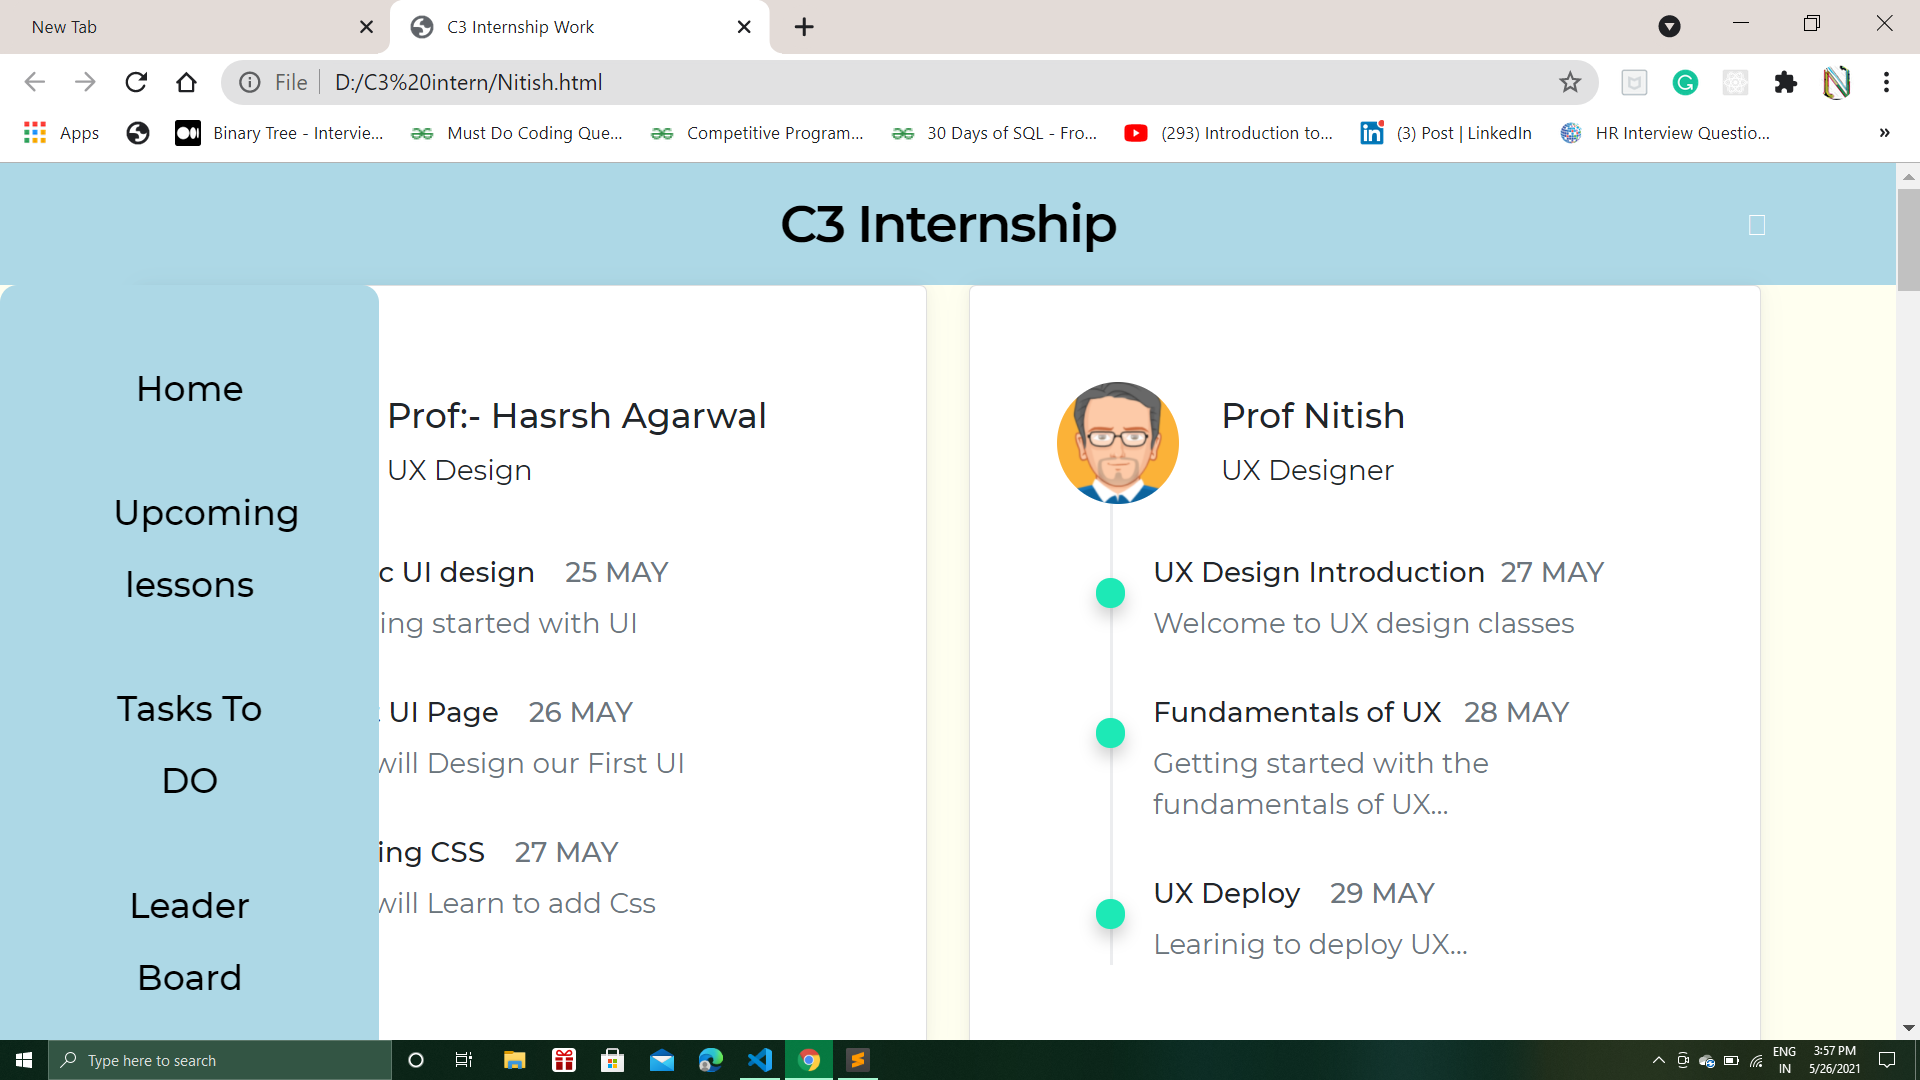 New Tab
C3 Internship Work
File
D:/C3%20intern/Nitish.html
Apps
Binary Tree - Intervie...
Must Do Coding Que...
Competitive Program...
30 Days of SQL - Fro...
(293) Introduction to...
(3) Post | LinkedIn
HR Interview Questio...
»
C3 Internship
Home
Upcoming
lessons
Tasks To
DO
Leader
Board
Prof:- Hasrsh Agarwal
UX Design
c UI design 25 MAY
ing started with UI
UI Page 26 MAY
will Design our First UI
ing CSS 27 MAY
will Learn to add Css
Prof Nitish
UX Designer
UX Design Introduction 27 MAY
Welcome to UX design classes
Fundamentals of UX 28 MAY
Getting started with the
fundamentals of UX...
UX Deploy 29 MAY
Learinig to deploy UX...
Type here to search
ENG
IN
3:57 PM
5/26/2021